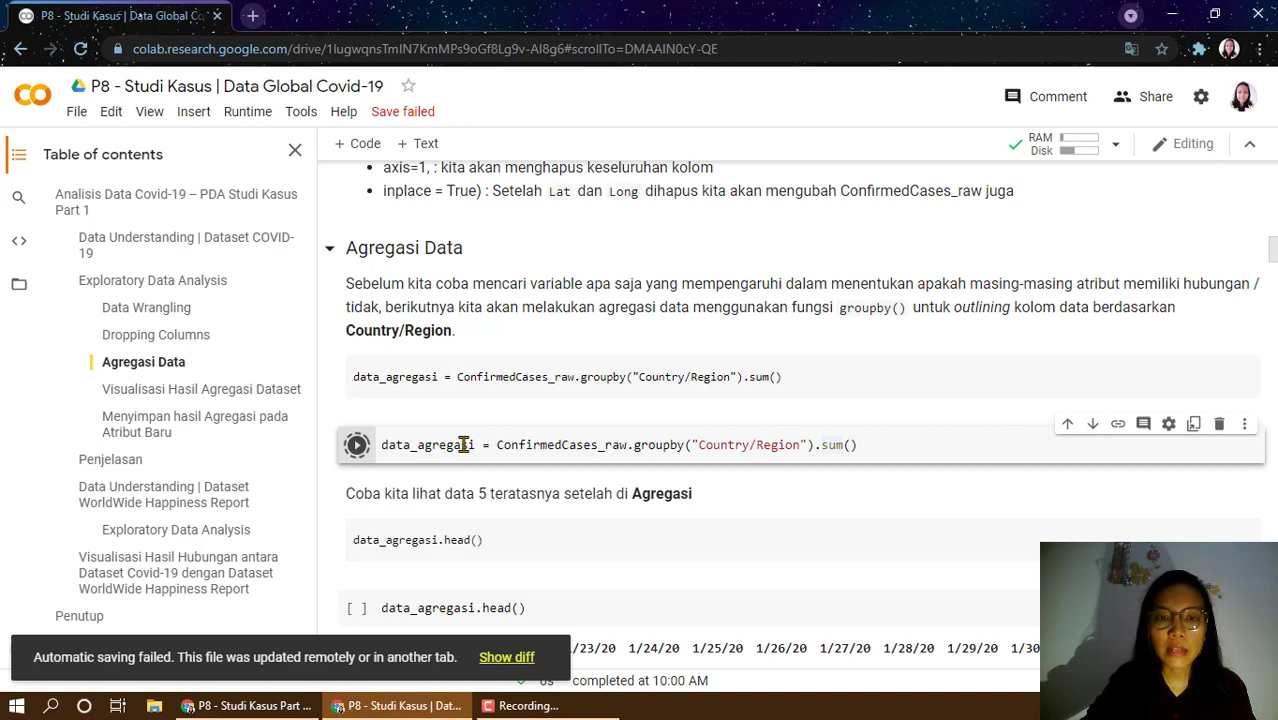 P8 - Studi Kasus | Data Global Co
colab.research.google.com/drive/1lugwqnsTmIN7KmMPs9oGf8Lg9v-AI8g6#scrollTo=DMAAIN0cY-QE
P8 - Studi Kasus | Data Global Covid-19
File Edit View Insert Runtime Tools Help Save failed
Comment Share
+ Code + Text
RAM
Disk
Editing
Table of contents
Analisis Data Covid-19 – PDA Studi Kasus
Part 1
Data Understanding | Dataset COVID-
19
Exploratory Data Analysis
Data Wrangling
Dropping Columns
Agregasi Data
Visualisasi Hasil Agregasi Dataset
Menyimpan hasil Agregasi pada
Atribut Baru
Penjelasan
Data Understanding | Dataset
WorldWide Happiness Report
Exploratory Data Analysis
Visualisasi Hasil Hubungan antara
Dataset Covid-19 dengan Dataset
WorldWide Happiness Report
Penutup
axis=1, : kita akan menghapus keseluruhan kolom
inplace = True) : Setelah Lat dan Long dihapus kita akan mengubah ConfirmedCases_raw juga
Agregasi Data
Sebelum kita coba mencari variable apa saja yang mempengaruhi dalam menentukan apakah masing-masing atribut memiliki hubungan /
tidak, berikutnya kita akan melakukan agregasi data menggunakan fungsi groupby() untuk outlining kolom data berdasarkan
Country/Region.
data_agregasi = ConfirmedCases_raw.groupby("Country/Region").sum()
data_agregasi = ConfirmedCases_raw.groupby("Country/Region").sum()
Coba kita lihat data 5 teratasnya setelah di Agregasi
data_agregasi.head()
[ ] data_agregasi.head()
/23/20 1/24/20 1/25/20 1/26/20 1/27/20 1/28/20 1/29/20 1/30
Automatic saving failed. This file was updated remotely or in another tab. Show diff
completed at 10:00 AM
P8 - Studi Kasus Part ...
P8 - Studi Kasus | Dat...
Recording...